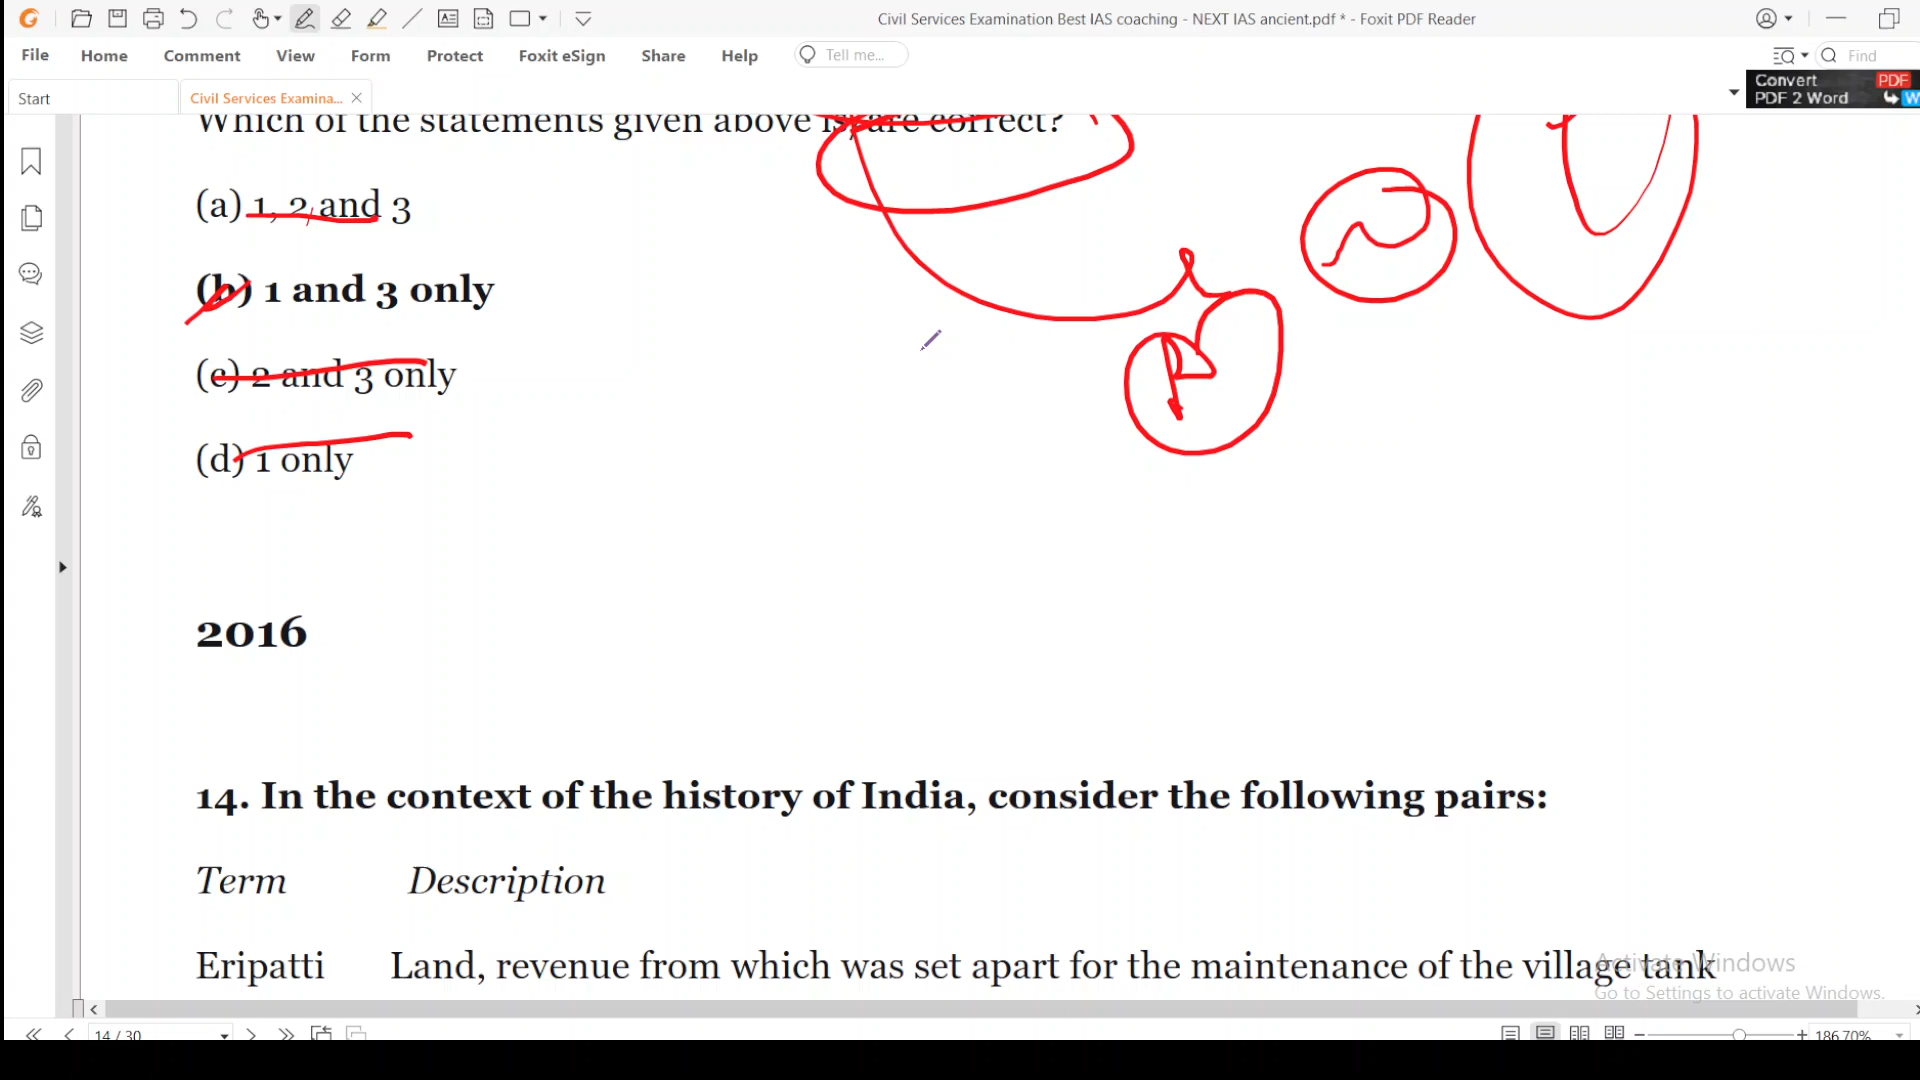 Civil Services Examination Best IAS coaching - NEXT IAS ancient.pdf * - Foxit PDF Reader
File Home Comment View Form Protect Foxit eSign Share Help Tell me... Find
Start Civil Services Examina... Convert PDF
PDF 2 Word W
Which of the statements given above is/are correct?
(a) 1, 2, and 3
(b) 1 and 3 only
(c) 2 and 3 only
(d) 1 only
2016
14. In the context of the history of India, consider the following pairs:
Term Description
Eripatti Land, revenue from which was set apart for the maintenance of the village tank
Activate Windows
Go to Settings to activate Windows.
14 / 30 186.70%